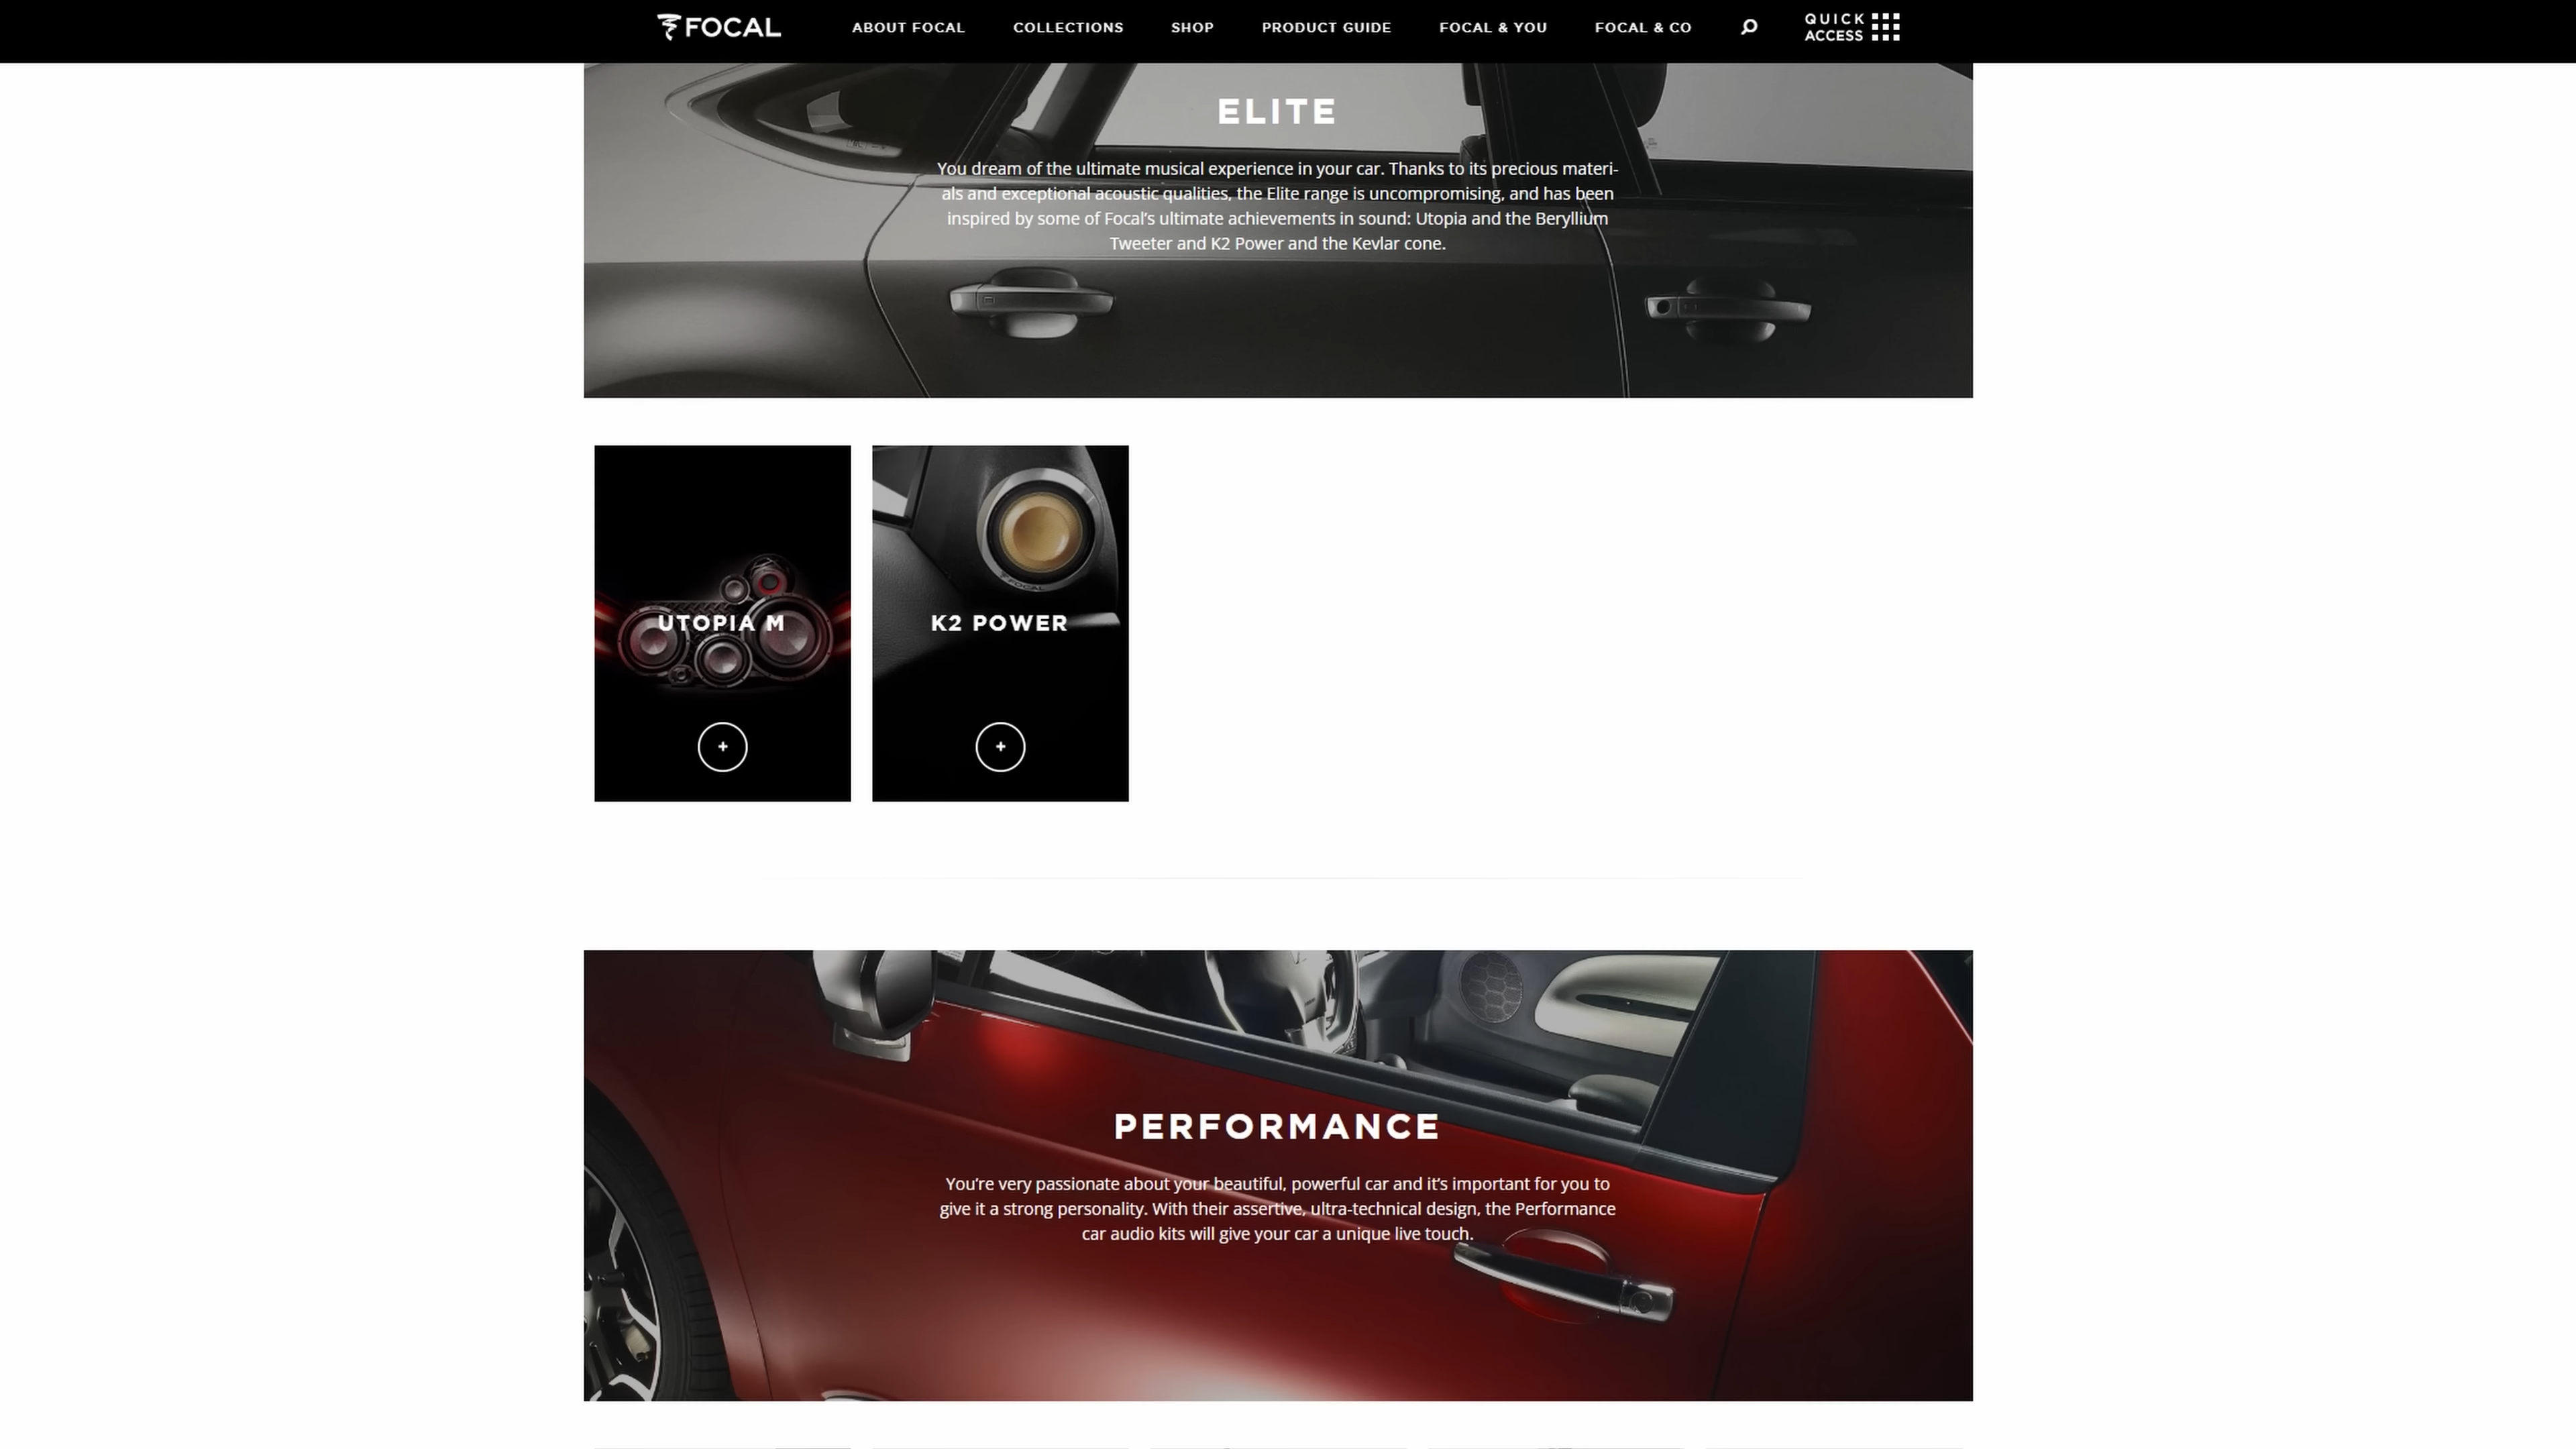 FOCAL
ABOUT FOCAL
COLLECTIONS
SHOP
PRODUCT GUIDE
FOCAL & YOU
FOCAL & CO
QUICK
ACCESS
ELITE
You dream of the ultimate musical experience in your car. Thanks to its precious materi-
als and exceptional acoustic qualities, the Elite range is uncompromising, and has been
inspired by some of Focal’s ultimate achievements in sound: Utopia and the Beryllium
Tweeter and K2 Power and the Kevlar cone.
FOCAL
UTOPIA M
K2 POWER
+
+
PERFORMANCE
You’re very passionate about your beautiful, powerful car and it’s important for you to
give it a strong personality. With their assertive, ultra-technical design, the Performance
car audio kits will give your car a unique live touch.